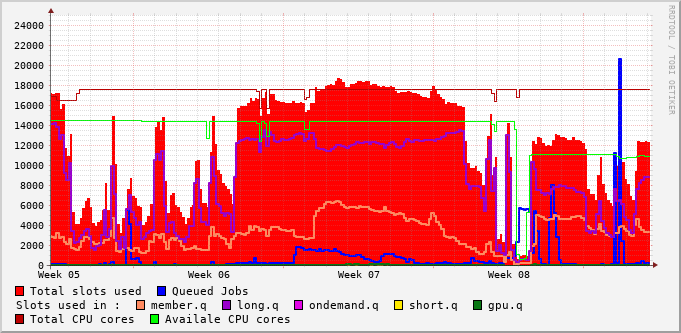 24000
22000
20000
18000
16000
14000
12000
10000
8000
6000
4000
2000
0
Week 05 Week 06 Week 07 Week 08
RRDTOOL / TOBI OETIKER
Total slots used Queued Jobs
Slots used in : member.q long.q ondemand.q short.q gpu.q
Total CPU cores Availale CPU cores